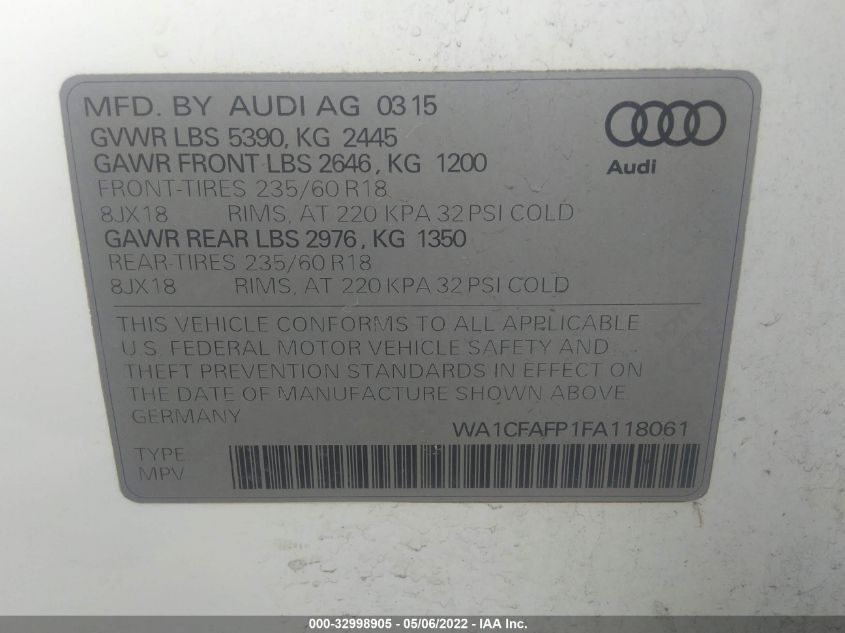 MFD. BY AUDI AG 03 15
GVWR LBS 5390, KG 2445
GAWR FRONT LBS 2646, KG 1200
FRONT-TIRES 235/60 R18
8JX18 RIMS, AT 220 KPA 32 PSI COLD
GAWR REAR LBS 2976, KG 1350
REAR-TIRES 235/60 R18
8JX18 RIMS, AT 220 KPA 32 PSI COLD
Audi
THIS VEHICLE CONFORMS TO ALL APPLICABLE
U.S. FEDERAL MOTOR VEHICLE SAFETY AND
THEFT PREVENTION STANDARDS IN EFFECT ON
THE DATE OF MANUFACTURE SHOWN ABOVE.
GERMANY
WA1CFAFP1FA118061
TYPE
MPV
000-32998905 - 05/06/2022 - IAA Inc.